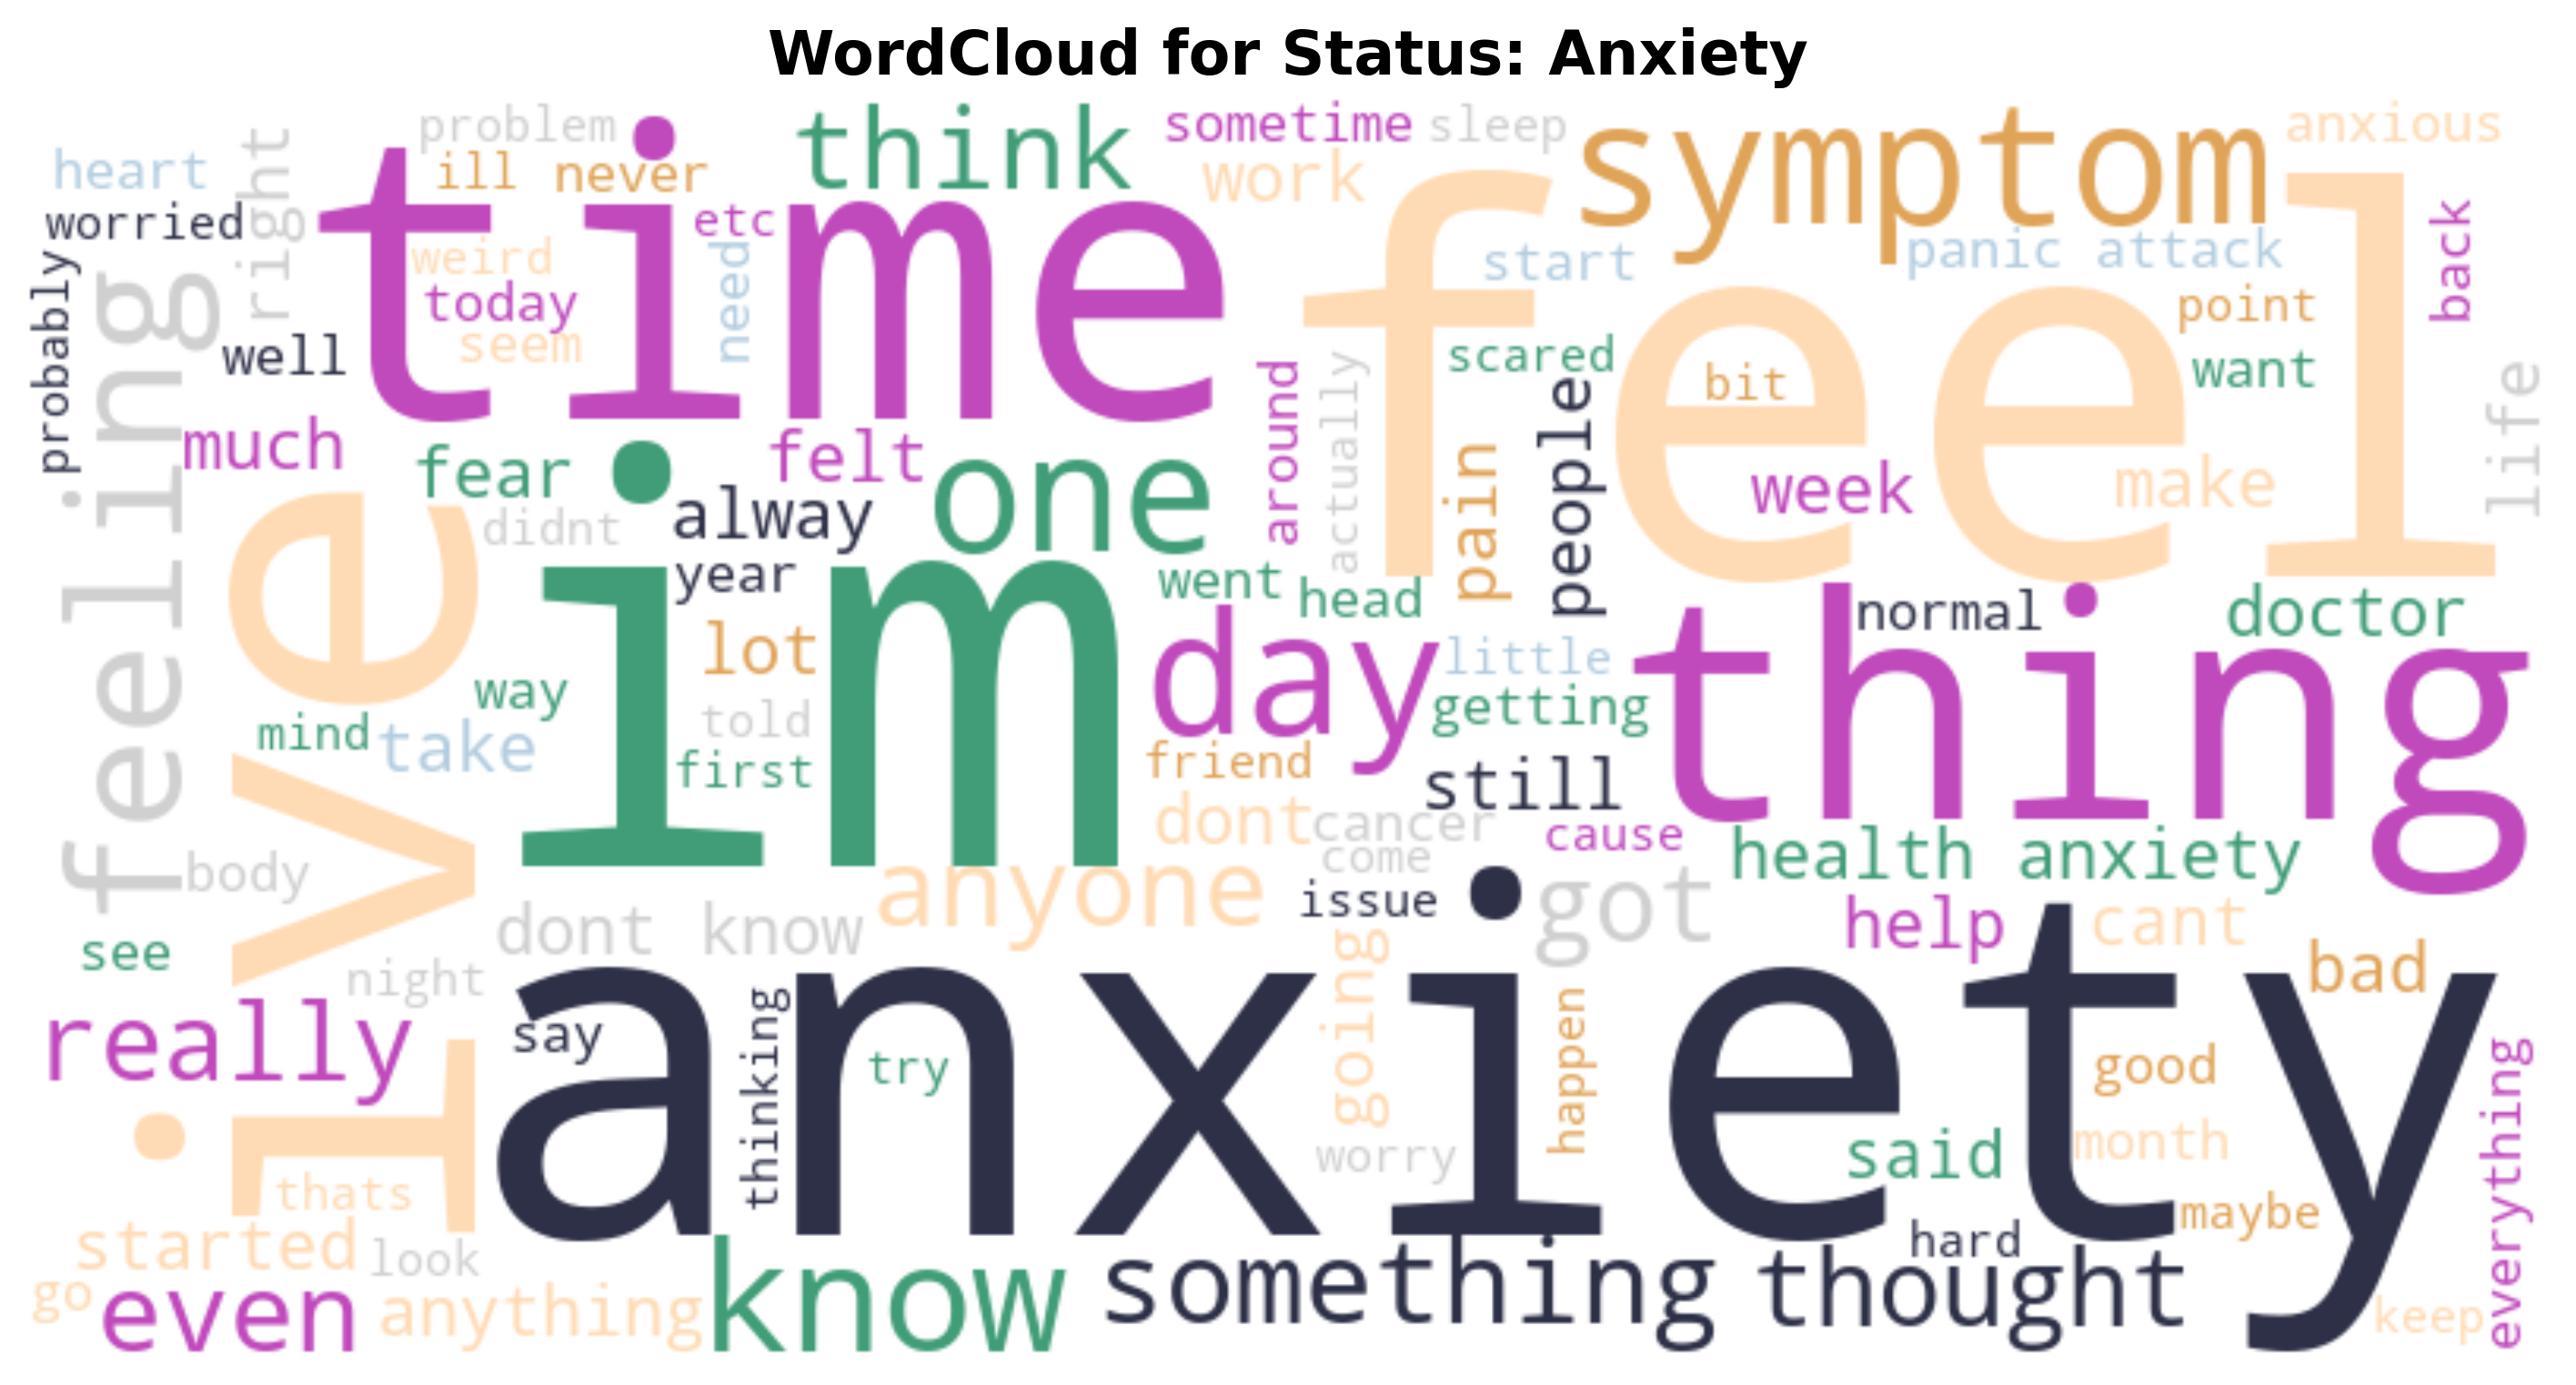 WordCloud for Status: Anxiety
problem
think
sometime
sleep
symptom
anxious
heart
right
ill
never
work
worried
time
etc
feel
start
panic attack
back
weird
need
today
point
probably
feeling
well
seem
scared
bit
want
around
actually
people
life
much
fear
felt
one
pain
week
make
didnt
alway
ive
im
year
went
head
normal
doctor
lot
day
little
thing
way
told
getting
mind
take
first
friend
still
dont
cancer
cause
come
health anxiety
body
anyone
issue
got
dont know
help
cant
see
night
going
bad
really
say
thinking
anxiety
try
happen
good
everything
worry
said
month
thats
maybe
started
look
hard
go
even
anything
know
something
thought
keep